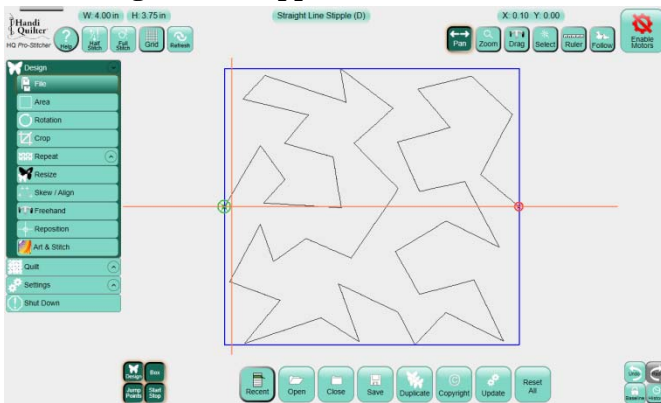 Handi Quilter
HQ Pro-Stitcher
W: 4.00 in H: 3.75 in
Straight Line Stipple (D)
X: 0.10 Y: 0.00
Help
Half Stitch
Full Stitch
Grid
Refresh
Pan
Zoom
Drag
Select
Ruler
Follow
Enable Motors
Design
File
Area
Rotation
Crop
Repeat
Resize
Skew / Align
Freehand
Reposition
Art & Stitch
Quilt
Settings
Shut Down
Design
Box
Jump Points
Start Stop
Recent
Open
Close
Save
Duplicate
Copyright
Update
Reset All
Undo
Baseline